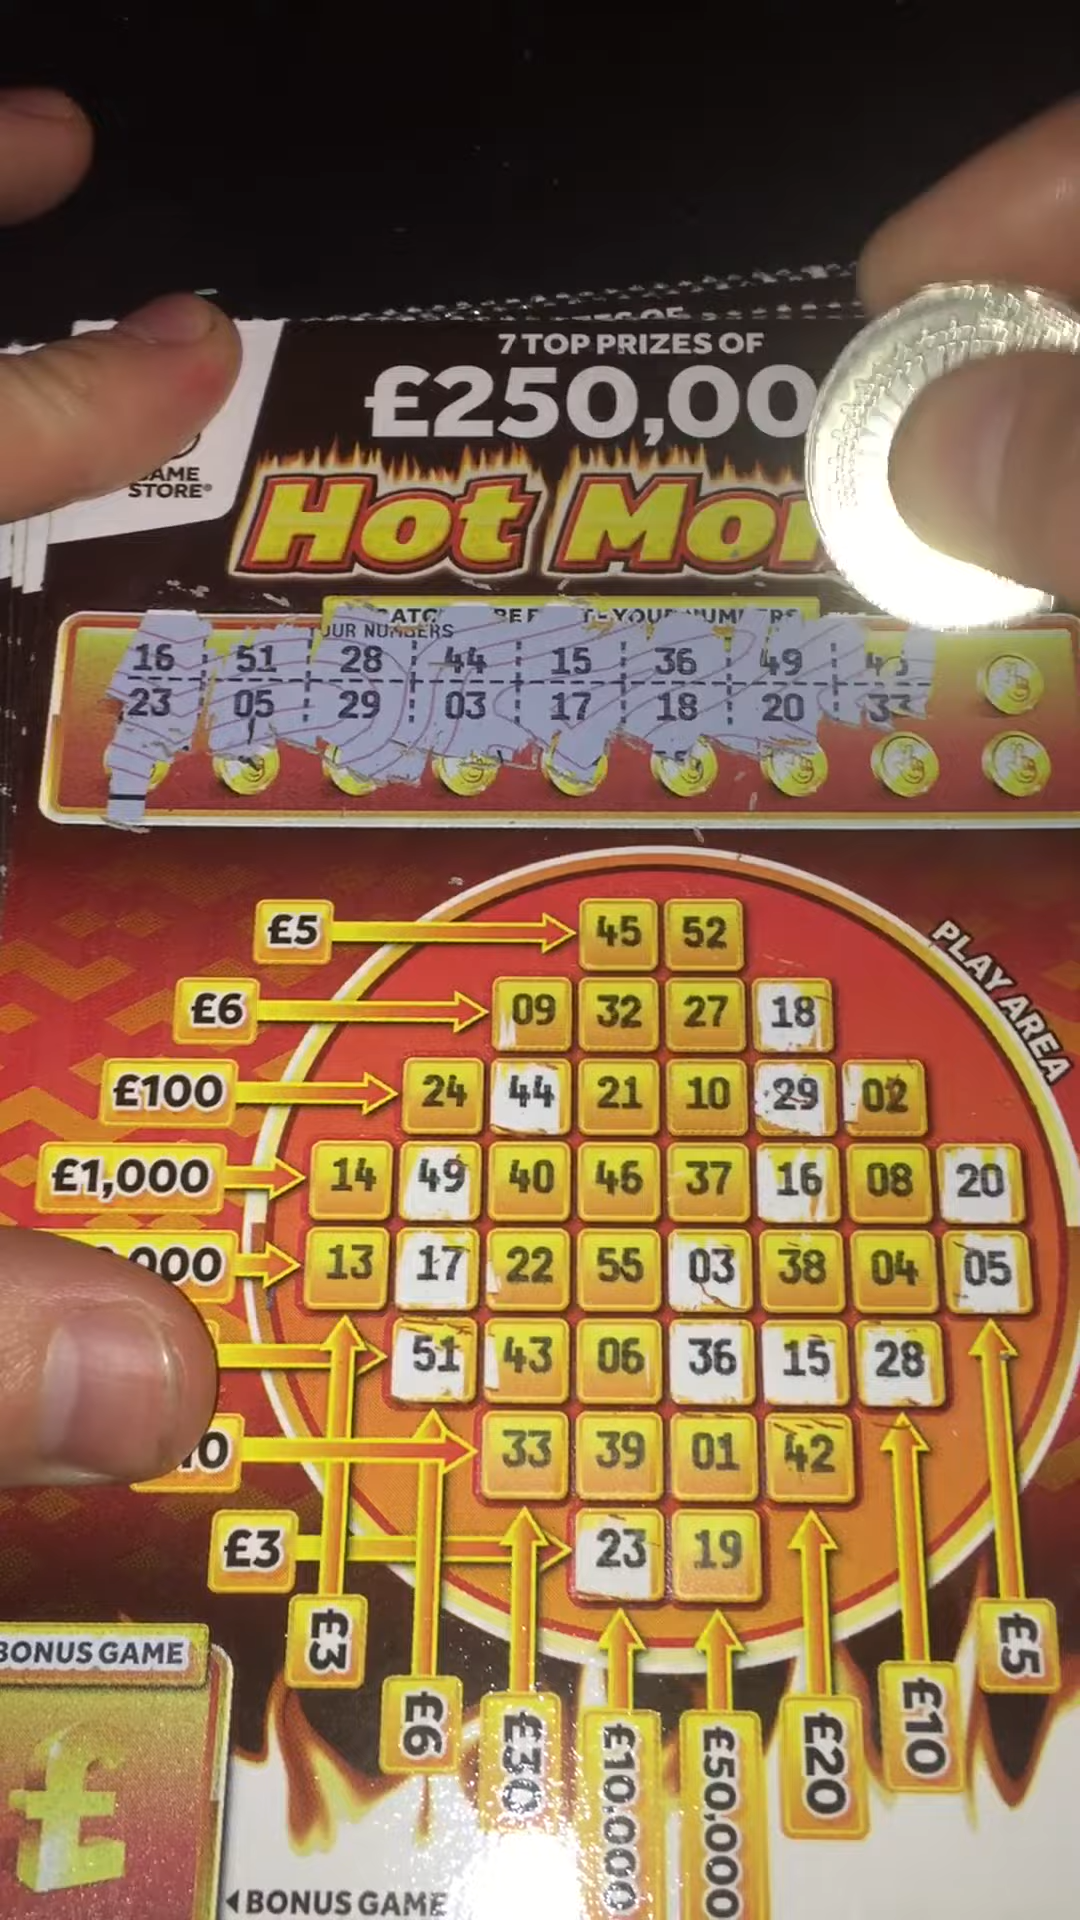 7 TOP PRIZES OF
£250,00
GAME
STORE®
Hot Mon
YOUR NUMBERS
16 51 28 44 15 36 49
23 05 29 03 17 18 20 33
£5 45 52
£6 09 32 27 18
PLAY AREA
£100 24 44 21 10 29 02
£1,000 14 49 40 46 37 16 08 20
000 13 17 22 55 03 38 04 05
51 43 06 36 15 28
33 39 01 42
£3 23 19
£3 £6 £30 £10,000 £50,000 £20 £10 £5
BONUS GAME
£
BONUS GAME